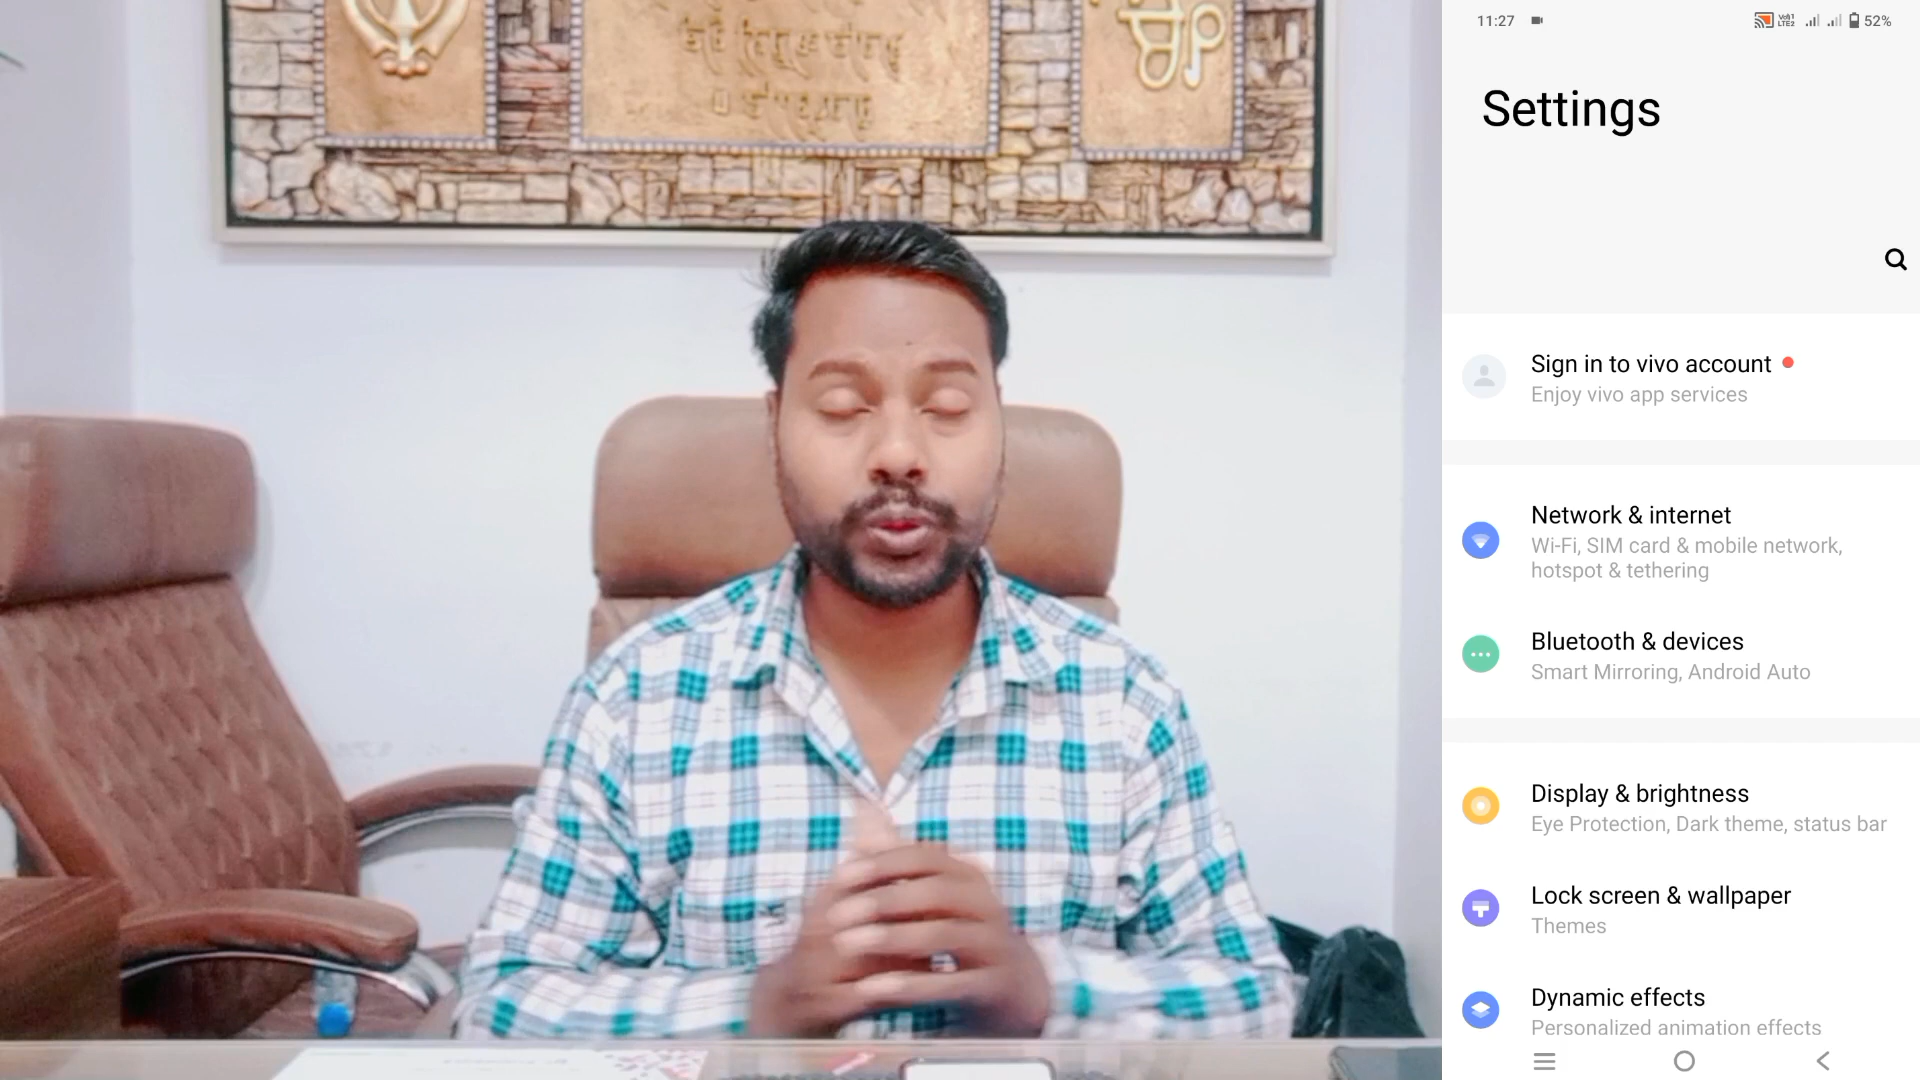 11:27
52%
Settings
Sign in to vivo account
Enjoy vivo app services
Network & internet
Wi-Fi, SIM card & mobile network,
hotspot & tethering
Bluetooth & devices
Smart Mirroring, Android Auto
Display & brightness
Eye Protection, Dark theme, status bar
Lock screen & wallpaper
Themes
Dynamic effects
Personalized animation effects